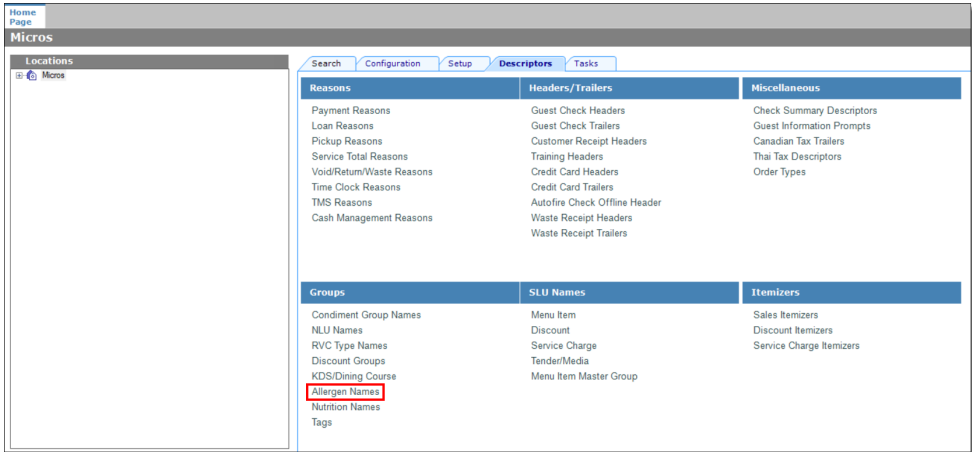 Home
Page
Micros
Locations
Micros
Search Configuration Setup Descriptors Tasks
Reasons
Payment Reasons
Loan Reasons
Pickup Reasons
Service Total Reasons
Void/Return/Waste Reasons
Time Clock Reasons
TMS Reasons
Cash Management Reasons
Headers/Trailers
Guest Check Headers
Guest Check Trailers
Customer Receipt Headers
Training Headers
Credit Card Headers
Credit Card Trailers
Autofire Check Offline Header
Waste Receipt Headers
Waste Receipt Trailers
Miscellaneous
Check Summary Descriptors
Guest Information Prompts
Canadian Tax Trailers
Thai Tax Descriptors
Order Types
Groups
Condiment Group Names
NLU Names
RVC Type Names
Discount Groups
KDS/Dining Course
Allergen Names
Nutrition Names
Tags
SLU Names
Menu Item
Discount
Service Charge
Tender/Media
Menu Item Master Group
Itemizers
Sales Itemizers
Discount Itemizers
Service Charge Itemizers